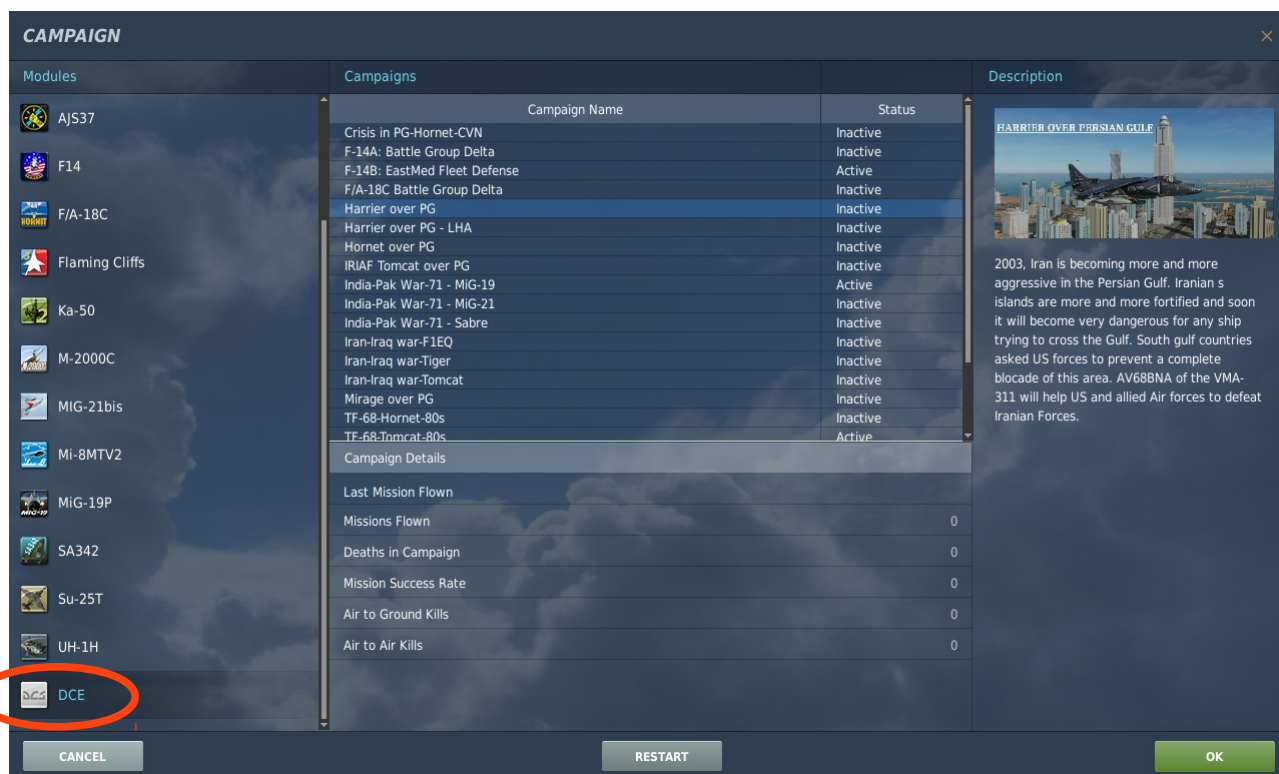 CAMPAIGN
×
Modules
Campaigns
Description
AJS37
F14
F/A-18C
HORNET
Flaming Cliffs
Ka-50
M-2000C
MIG-21bis
Mi-8MTV2
MiG-19P
MIG-19
SA342
Su-25T
UH-1H
DCS
DCE
Campaign Name Status
Crisis in PG-Hornet-CVN Inactive
F-14A: Battle Group Delta Inactive
F-14B: EastMed Fleet Defense Active
F/A-18C Battle Group Delta Inactive
Harrier over PG Inactive
Harrier over PG - LHA Inactive
Hornet over PG Inactive
IRIAF Tomcat over PG Inactive
India-Pak War-71 - MiG-19 Active
India-Pak War-71 - MiG-21 Inactive
India-Pak War-71 - Sabre Inactive
Iran-Iraq war-F1EQ Inactive
Iran-Iraq war-Tiger Inactive
Iran-Iraq war-Tomcat Inactive
Mirage over PG Inactive
TF-68-Hornet-80s Inactive
TF-68-Tomcat-80s Active
Campaign Details
Last Mission Flown
Missions Flown 0
Deaths in Campaign 0
Mission Success Rate 0
Air to Ground Kills 0
Air to Air Kills 0
HARRIER OVER PERSIAN GULF
2003, Iran is becoming more and more
aggressive in the Persian Gulf. Iranian s
islands are more and more fortified and soon
it will become very dangerous for any ship
trying to cross the Gulf. South gulf countries
asked US forces to prevent a complete
blocade of this area. AV68BNA of the VMA-
311 will help US and allied Air forces to defeat
Iranian Forces.
CANCEL
RESTART
OK